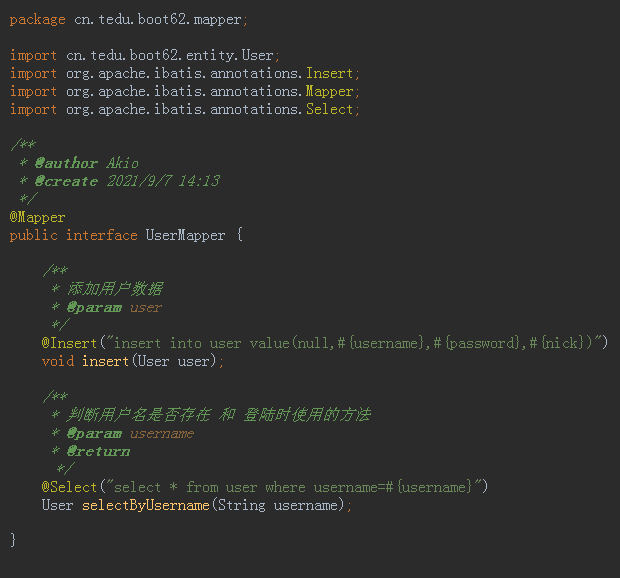 package cn.tedu.boot62.mapper;
import cn.tedu.boot62.entity.User;
import org.apache.ibatis.annotations.Insert;
import org.apache.ibatis.annotations.Mapper;
import org.apache.ibatis.annotations.Select;
/**
* @author Akio
* @create 2021/9/7 14:13
*/
@Mapper
public interface UserMapper {
/**
* 添加用户数据
* @param user
*/
@Insert("insert into user value(null,#{username},#{password},#{nick})")
void insert(User user);
/**
* 判断用户名是否存在 和 登陆时使用的方法
* @param username
* @return
*/
@Select("select * from user where username=#{username}")
User selectByUsername(String username);
}